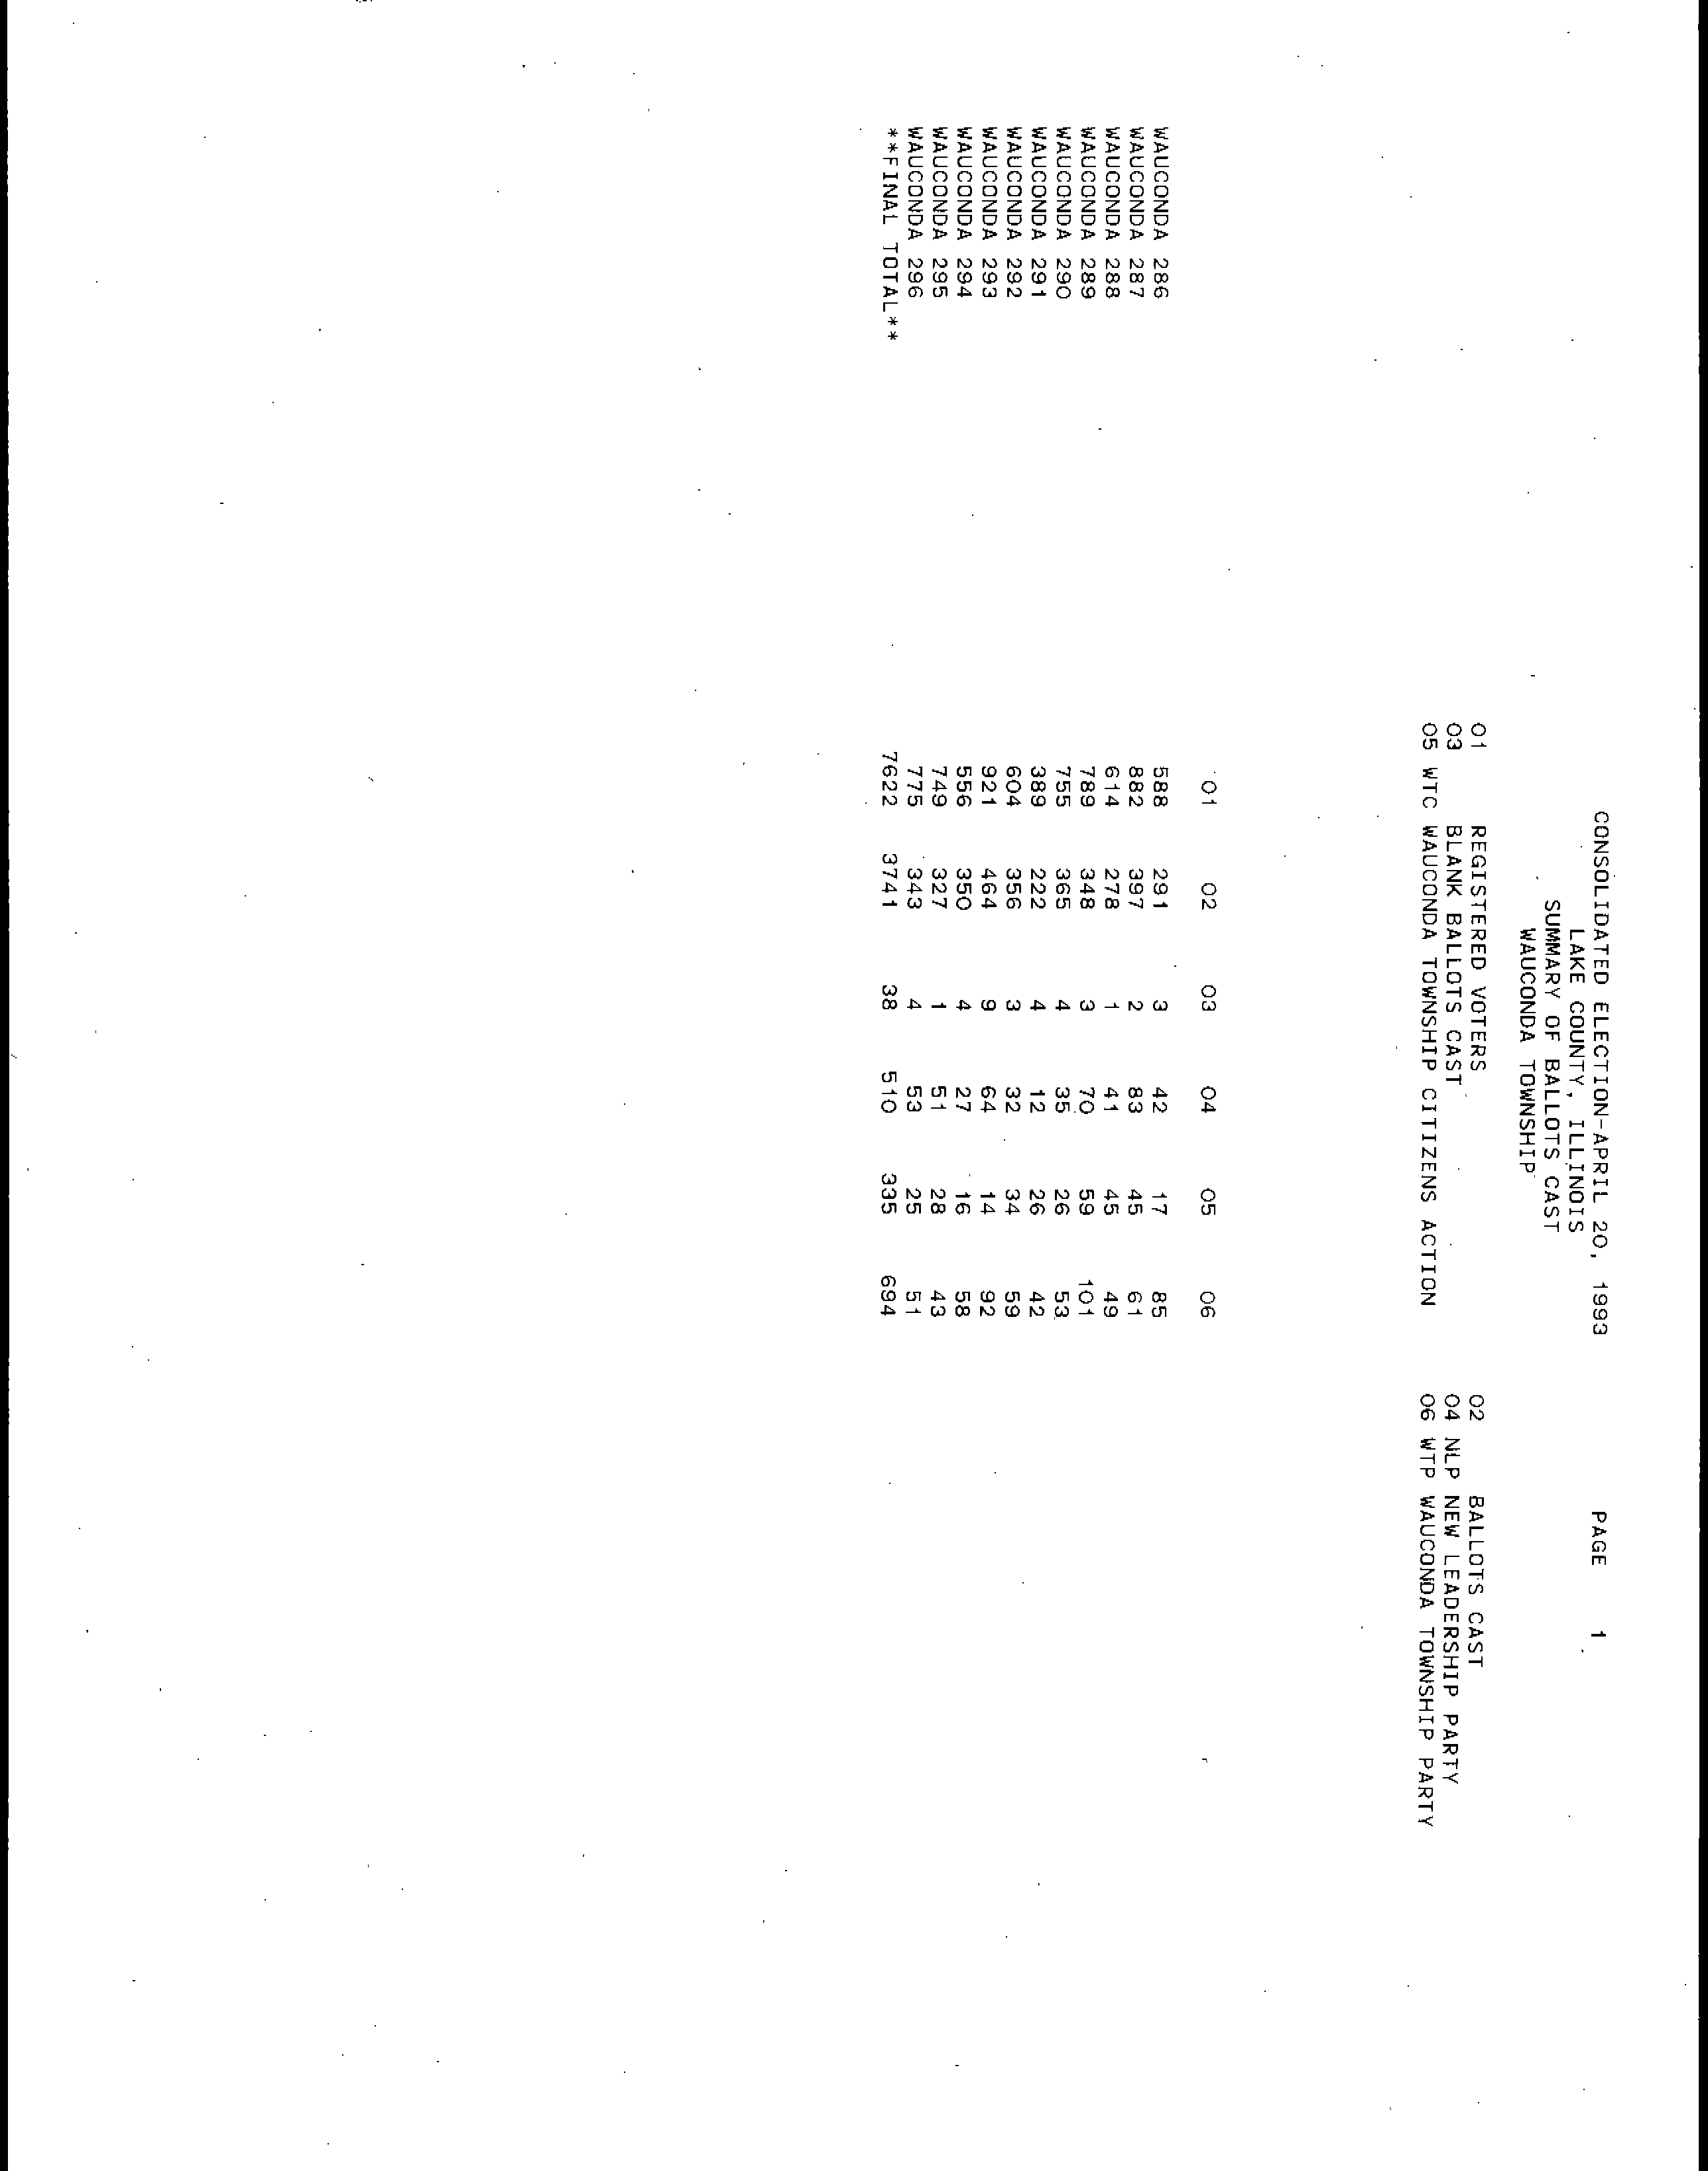 CONSOLIDATED ELECTION-APRIL 20, 1993 PAGE 1
LAKE COUNTY, ILLINOIS
SUMMARY OF BALLOTS CAST
WAUCONDA TOWNSHIP
01 REGISTERED VOTERS 02 BALLOTS CAST
03 BLANK BALLOTS CAST 04 NLP NEW LEADERSHIP PARTY
05 WTC WAUCONDA TOWNSHIP CITIZENS ACTION 06 WTP WAUCONDA TOWNSHIP PARTY
01 02 03 04 05 06
WAUCONDA 286 588 291 3 42 17 85
WAUCONDA 287 882 397 2 83 45 61
WAUCONDA 288 614 278 1 41 45 49
WAUCONDA 289 789 348 3 70 59 101
WAUCONDA 290 755 365 4 35 26 53
WAUCONDA 291 389 222 4 12 26 42
WAUCONDA 292 604 356 3 32 34 59
WAUCONDA 293 921 464 9 64 14 92
WAUCONDA 294 556 350 4 27 16 58
WAUCONDA 295 749 327 1 51 28 43
WAUCONDA 296 775 343 4 53 25 51
**FINAL TOTAL** 7622 3741 38 510 335 694